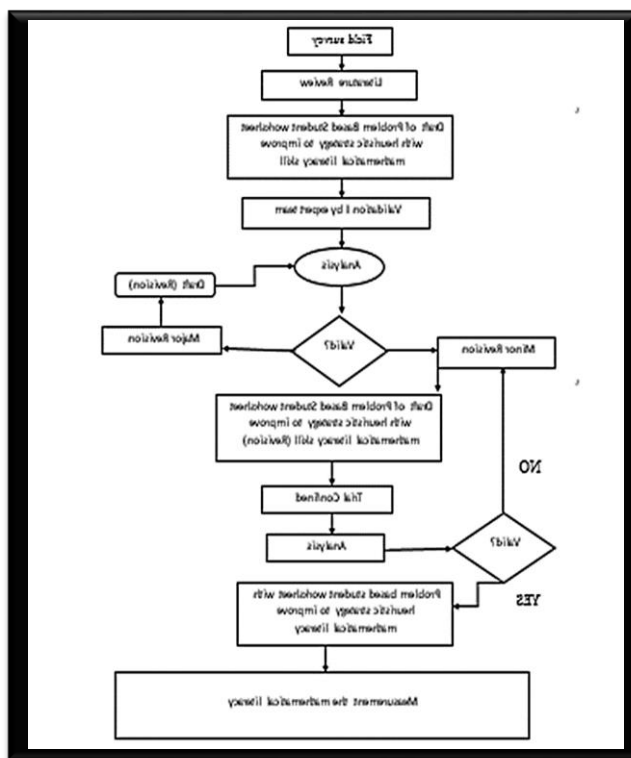 Field survey
Literature Review
Draft of Problem Based Student worksheet
with heuristic strategy to improve
mathematical literacy skill
Validation I by expert team
Analysis
Draft (Revision)
Major Revision
Valid?
Minor Revision
Draft of Problem Based Student worksheet
with heuristic strategy to improve
mathematical literacy skill (Revision)
NO
Trial Confined
Analysis
Valid?
Problem based student worksheet with
heuristic strategy to improve
mathematical literacy
YES
Measurement the mathematical literacy